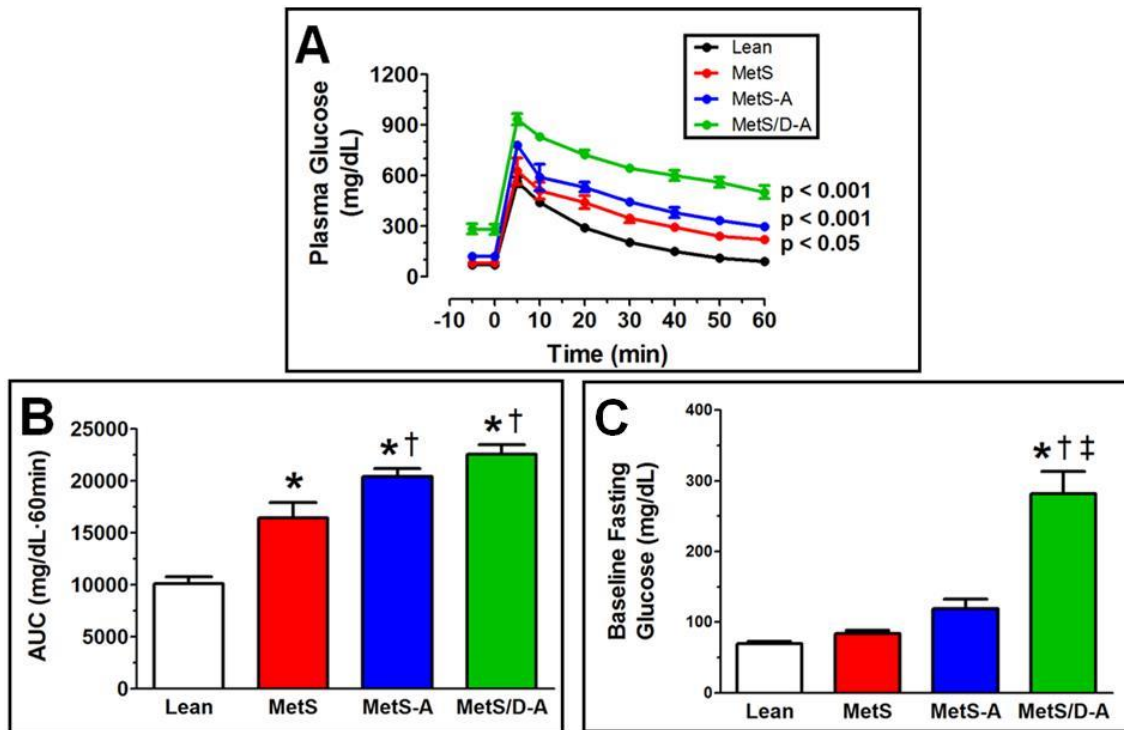 A
Lean
MetS
MetS-A
MetS/D-A
Plasma Glucose
(mg/dL)
1200
900
600
300
0
p < 0.001
p < 0.001
p < 0.05
-10 0 10 20 30 40 50 60
Time (min)
B
AUC (mg/dL·60min)
25000
20000
15000
10000
5000
0
*
* †
* †
Lean MetS MetS-A MetS/D-A
C
Baseline Fasting
Glucose (mg/dL)
400
300
200
100
0
* † ‡
Lean MetS MetS-A MetS/D-A